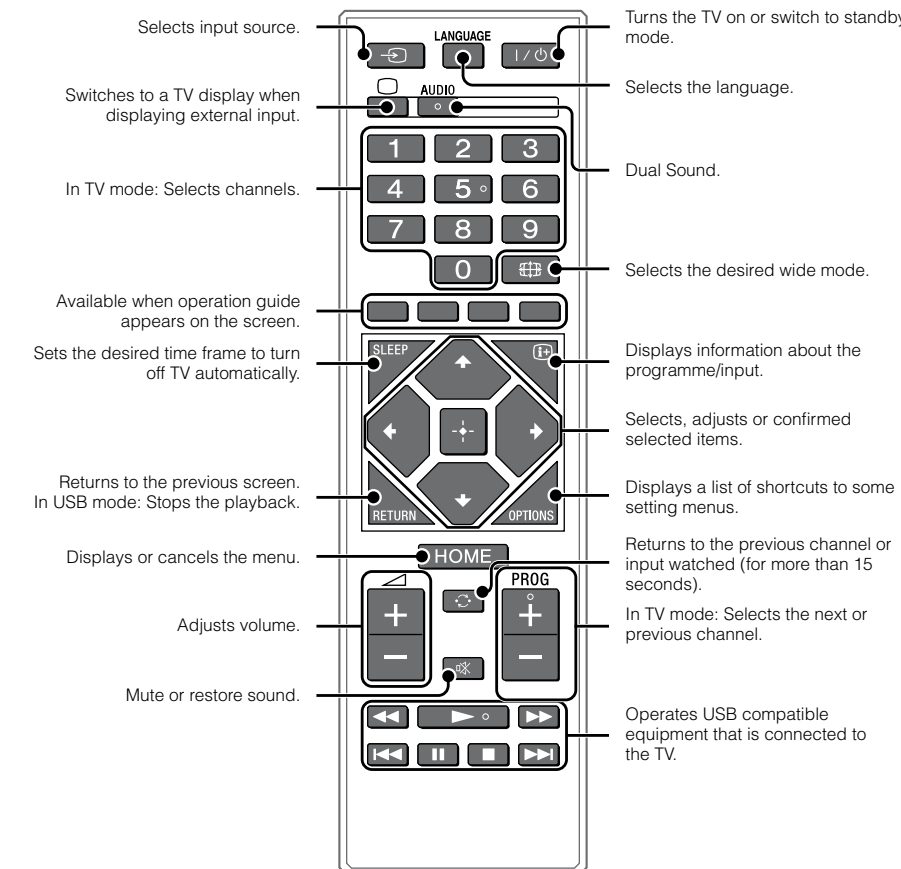 Selects input source.
LANGUAGE
Turns the TV on or switch to standby
mode.
Selects the language.
Switches to a TV display when
displaying external input.
AUDIO
Dual Sound.
1 2 3
4 5 6
7 8 9
0
In TV mode: Selects channels.
Selects the desired wide mode.
Available when operation guide
appears on the screen.
Sets the desired time frame to turn
off TV automatically.
SLEEP
Displays information about the
programme/input.
Selects, adjusts or confirmed
selected items.
Returns to the previous screen.
In USB mode: Stops the playback.
RETURN
OPTIONS
Displays a list of shortcuts to some
setting menus.
Displays or cancels the menu.
HOME
Returns to the previous channel or
input watched (for more than 15
seconds).
PROG
+ +
− −
Adjusts volume.
In TV mode: Selects the next or
previous channel.
Mute or restore sound.
Operates USB compatible
equipment that is connected to
the TV.